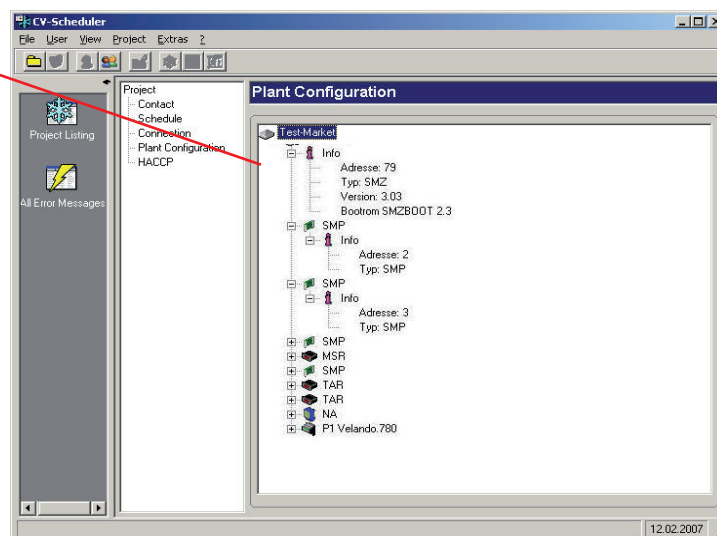 CV-Scheduler
File User View Project Extras ?
Project Listing
All Error Messages
Project
Contact
Schedule
Connection
Plant Configuration
HACCP
Plant Configuration
Test-Market
Info
Adresse: 79
Typ: SMZ
Version: 3.03
Bootrom SMZBOOT 2.3
SMP
Info
Adresse: 2
Typ: SMP
SMP
Info
Adresse: 3
Typ: SMP
SMP
MSR
SMP
TAR
TAR
NA
P1 Velando.780
12.02.2007